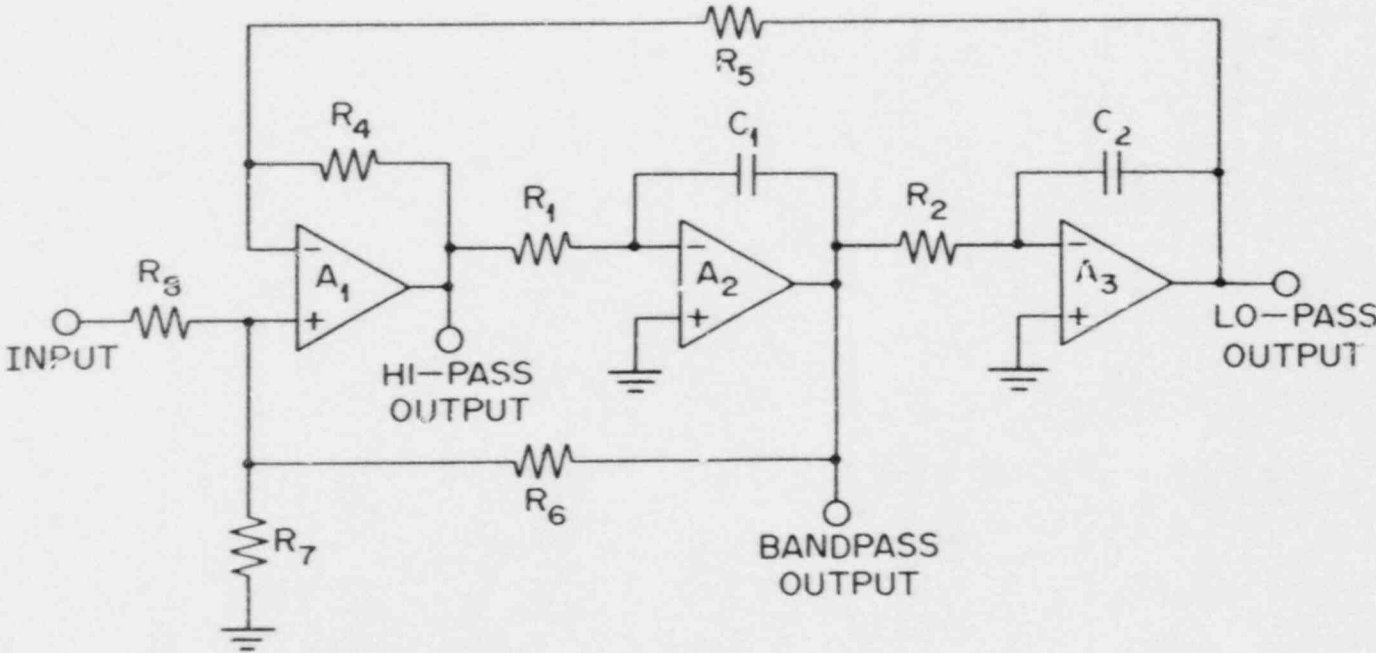 R5
R4
C1
C2
R1
R2
−
A1
+
−
A2
+
−
A3
+
R3
INPUT
HI-PASS
OUTPUT
LO-PASS
OUTPUT
R6
R7
BANDPASS
OUTPUT